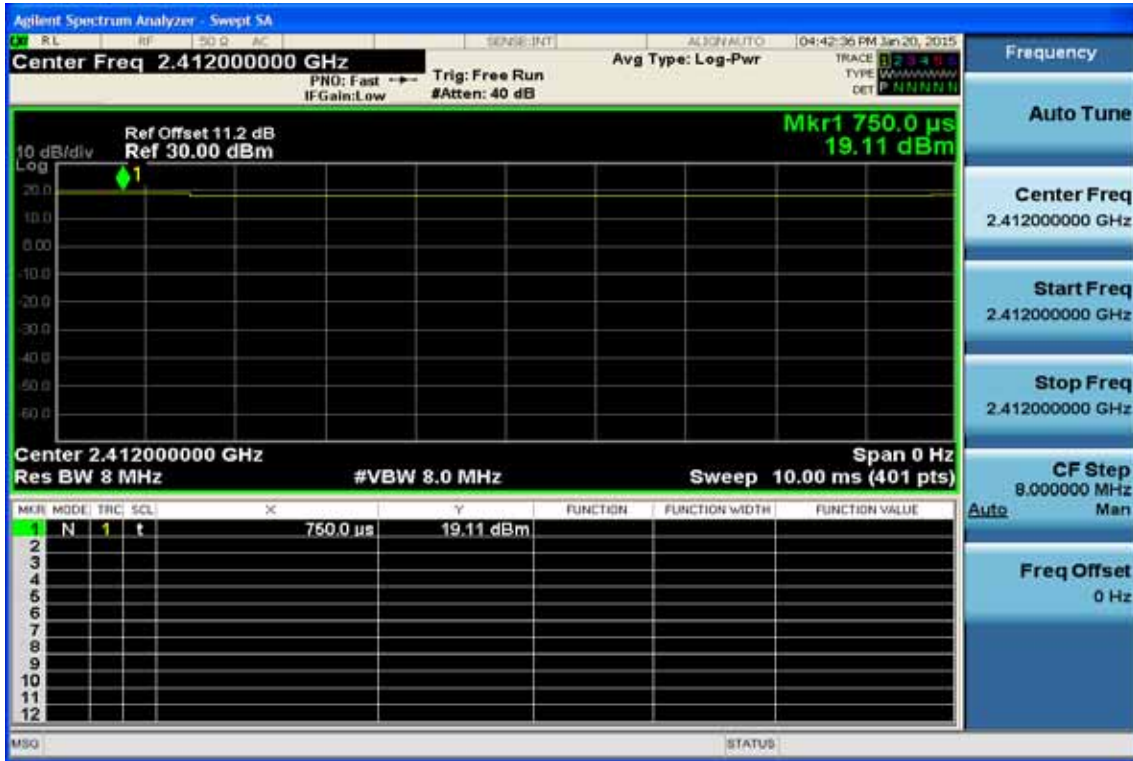 Agilent Spectrum Analyzer - Swept SA
RL RF 50 Ω AC SENSE:INT ALIGN AUTO 04:42:36 PM Jan 20, 2015
Center Freq 2.412000000 GHz
PNO: Fast
IFGain:Low
Trig: Free Run
#Atten: 40 dB
Avg Type: Log-Pwr
TRACE 1 2 3 4 5 6
TYPE
DET P N N N N N
Ref Offset 11.2 dB
10 dB/div Ref 30.00 dBm
Log
Mkr1 750.0 µs
19.11 dBm
1
20.0
10.0
0.00
-10.0
-20.0
-30.0
-40.0
-50.0
-60.0
Center 2.412000000 GHz Span 0 Hz
Res BW 8 MHz #VBW 8.0 MHz Sweep 10.00 ms (401 pts)
MKR MODE TRC SCL X Y FUNCTION FUNCTION WIDTH FUNCTION VALUE
1 N 1 t 750.0 µs 19.11 dBm
2
3
4
5
6
7
8
9
10
11
12
MSG STATUS
Frequency
Auto Tune
Center Freq
2.412000000 GHz
Start Freq
2.412000000 GHz
Stop Freq
2.412000000 GHz
CF Step
8.000000 MHz
Auto Man
Freq Offset
0 Hz